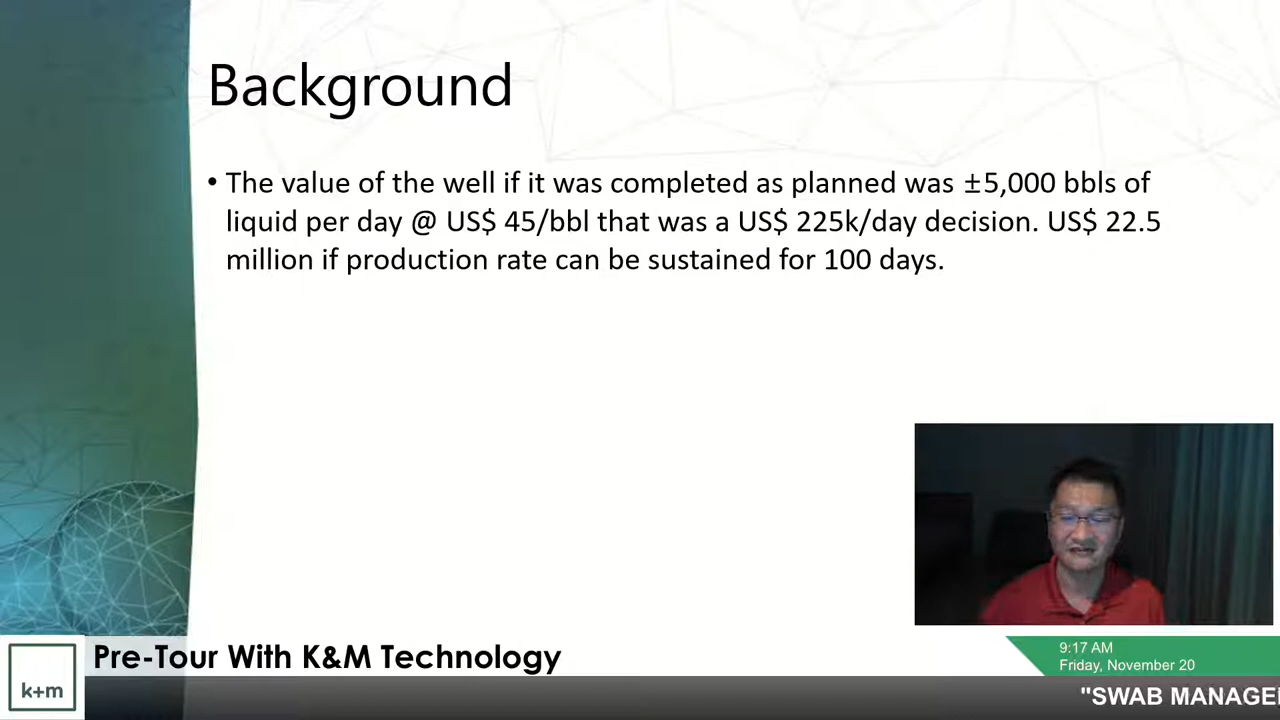 Background
• The value of the well if it was completed as planned was ±5,000 bbls of
liquid per day @ US$ 45/bbl that was a US$ 225k/day decision. US$ 22.5
million if production rate can be sustained for 100 days.
k+m
Pre-Tour With K&M Technology
9:17 AM
Friday, November 20
"SWAB